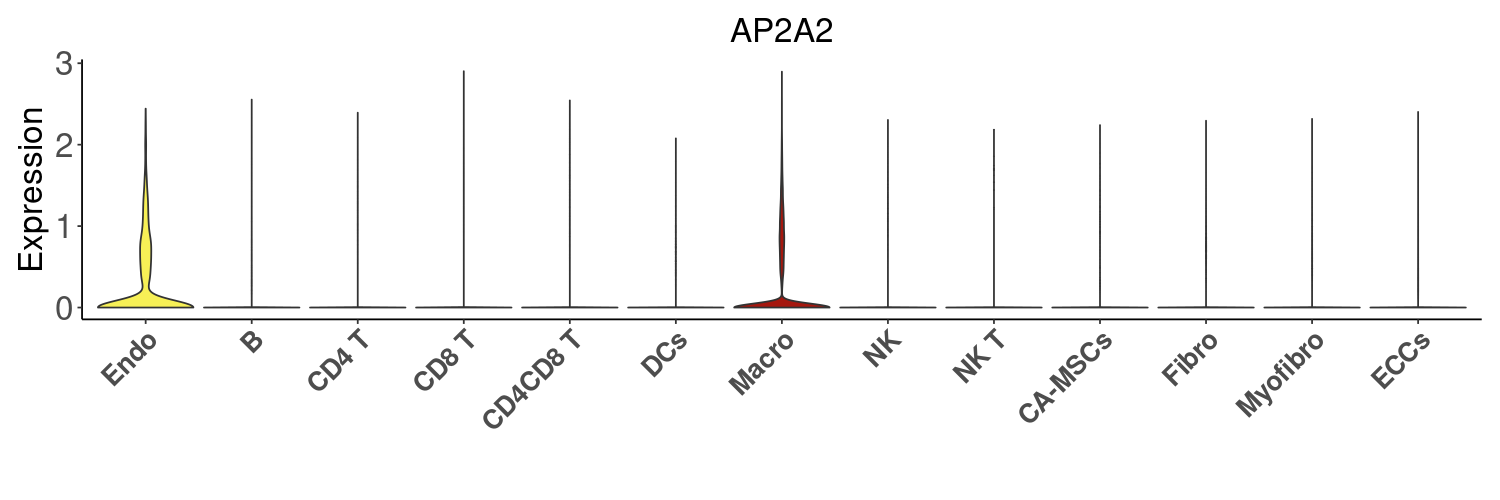 AP2A2
Expression
3
2
1
0
Endo
B
CD4 T
CD8 T
CD4CD8 T
DCs
Macro
NK
NK T
CA-MSCs
Fibro
Myofibro
ECCs